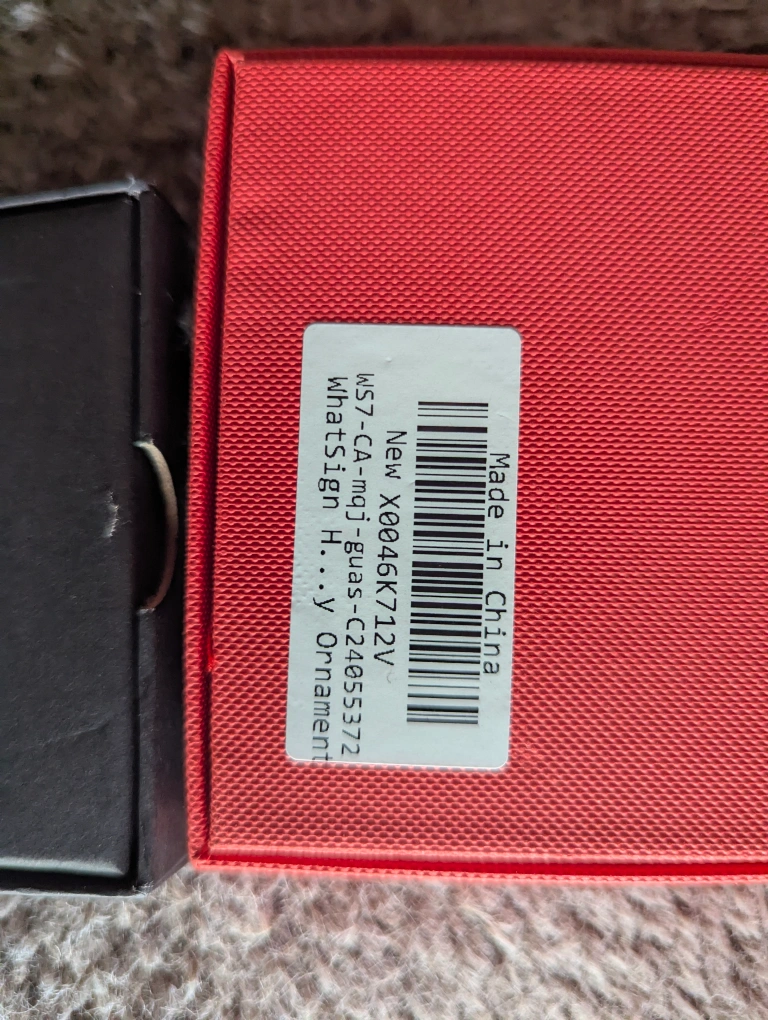 Made in China
New X0046K712V
WS7-CA-mqj-guas-C24055372
WhatSign H...y Ornament